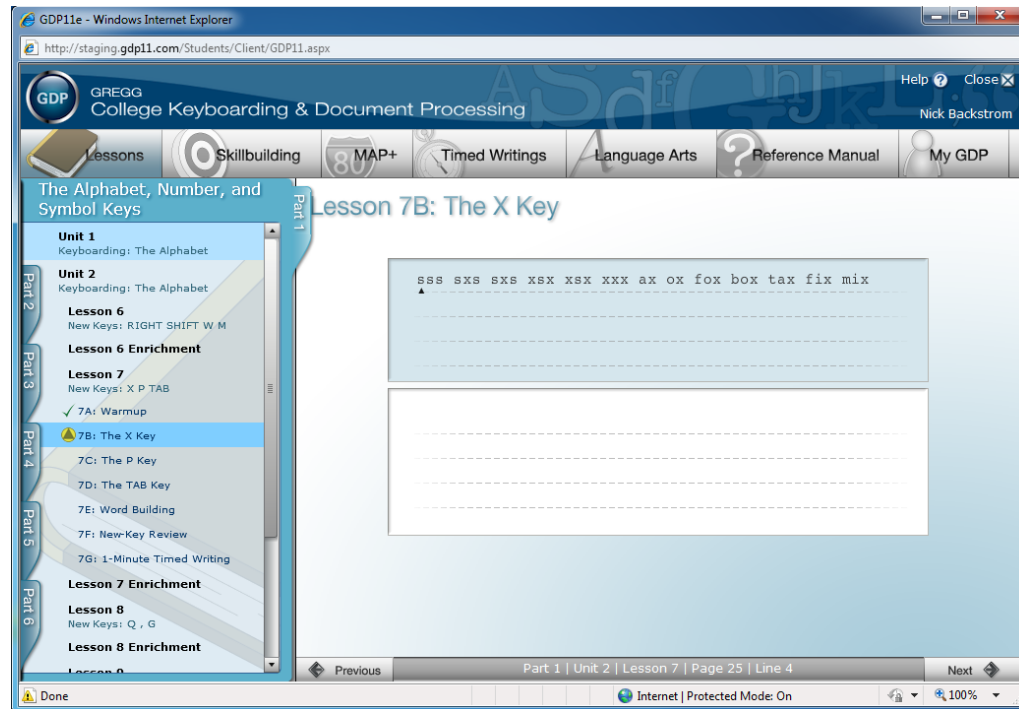 GDP11e - Windows Internet Explorer
http://staging.gdp11.com/Students/Client/GDP11.aspx
GDP
GREGG
College Keyboarding & Document Processing
A S d f J h J k L : ;
Help ? Close
Nick Backstrom
Lessons Skillbuilding 80 MAP+ Timed Writings Language Arts ? Reference Manual My GDP
The Alphabet, Number, and
Symbol Keys
Part 1
Part 2
Part 3
Part 4
Part 5
Part 6
Unit 1
Keyboarding: The Alphabet
Unit 2
Keyboarding: The Alphabet
Lesson 6
New Keys: RIGHT SHIFT W M
Lesson 6 Enrichment
Lesson 7
New Keys: X P TAB
7A: Warmup
7B: The X Key
7C: The P Key
7D: The TAB Key
7E: Word Building
7F: New-Key Review
7G: 1-Minute Timed Writing
Lesson 7 Enrichment
Lesson 8
New Keys: Q , G
Lesson 8 Enrichment
Lesson 9
Lesson 7B: The X Key
sss sxs sxs xsx xsx xxx ax ox fox box tax fix mix
Previous
Part 1 | Unit 2 | Lesson 7 | Page 25 | Line 4
Next
Done
Internet | Protected Mode: On
100%